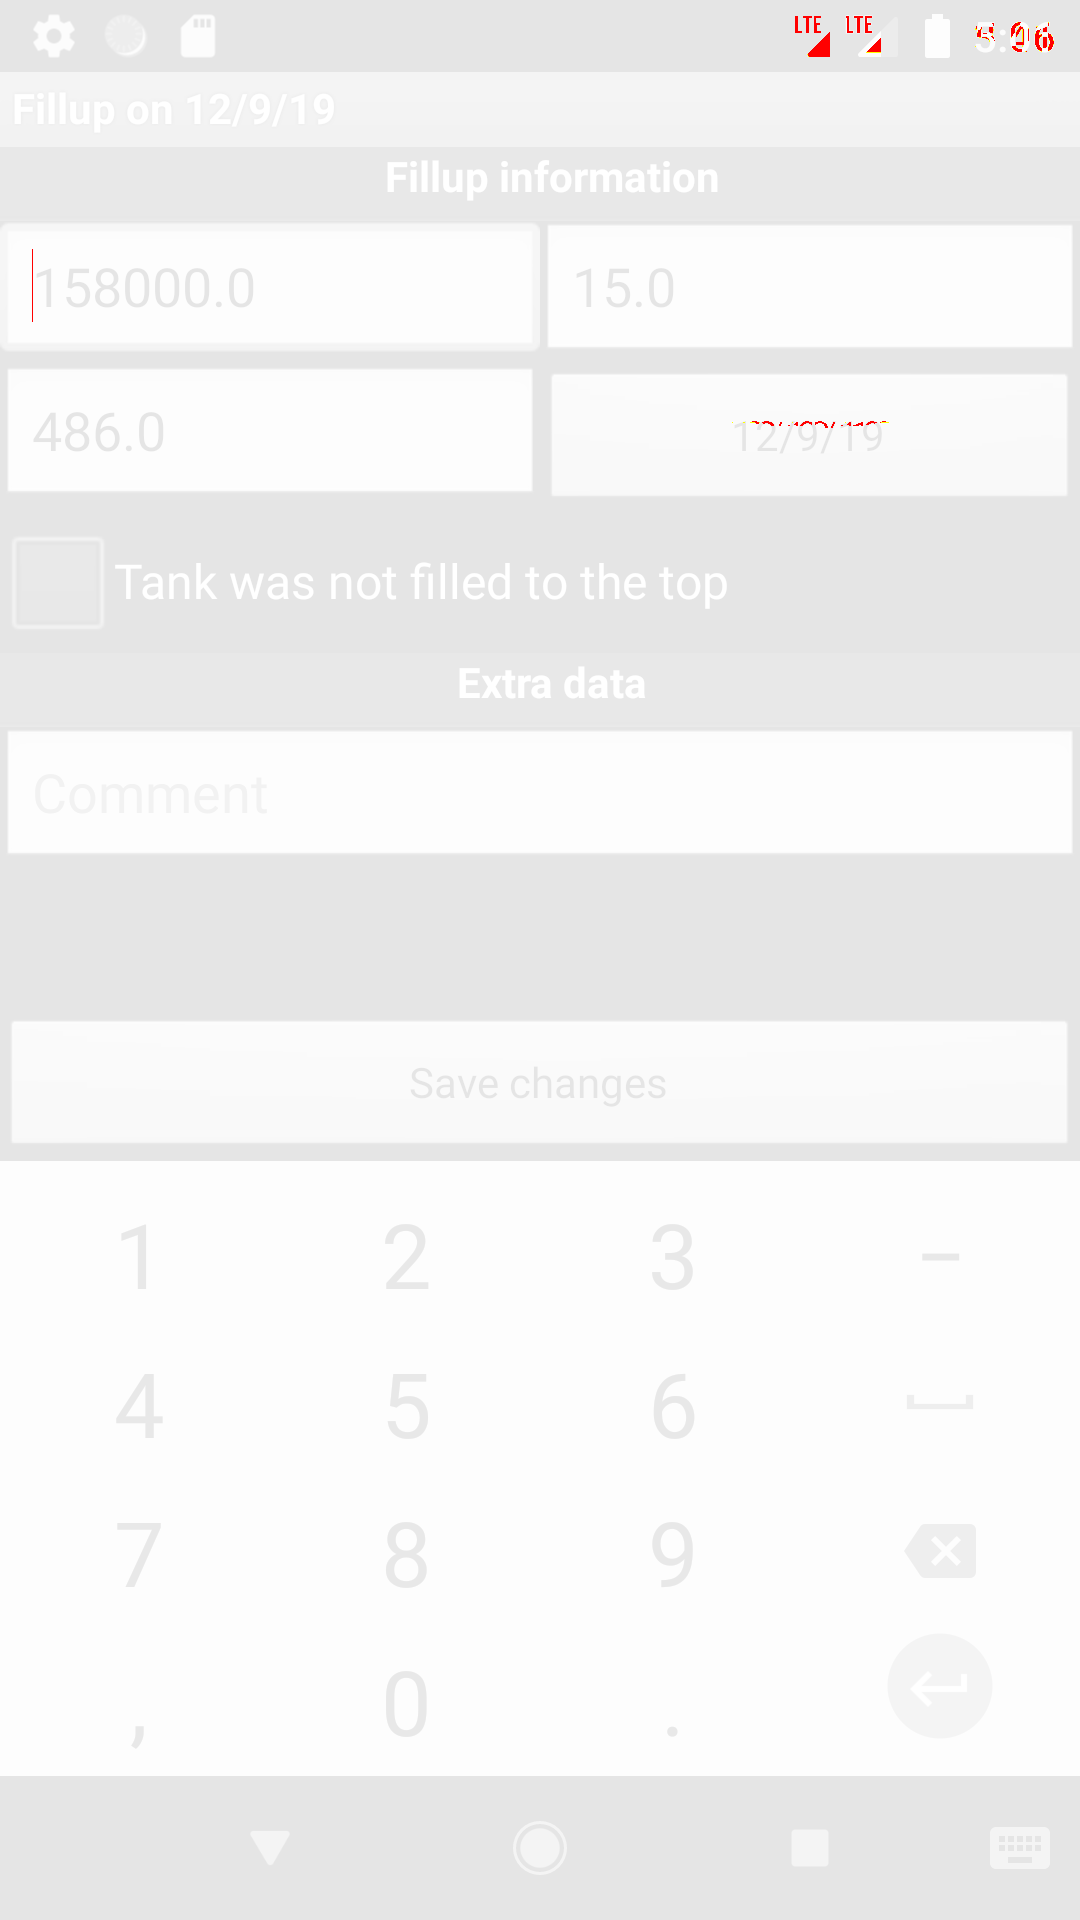 LTE LTE
Fillup on 12/9/19
Fillup information
158000.0 15.0
486.0 12/9/19
Tank was not filled to the top
Extra data
Comment
Save changes
1 2 3 –
4 5 6
7 8 9
, 0 .